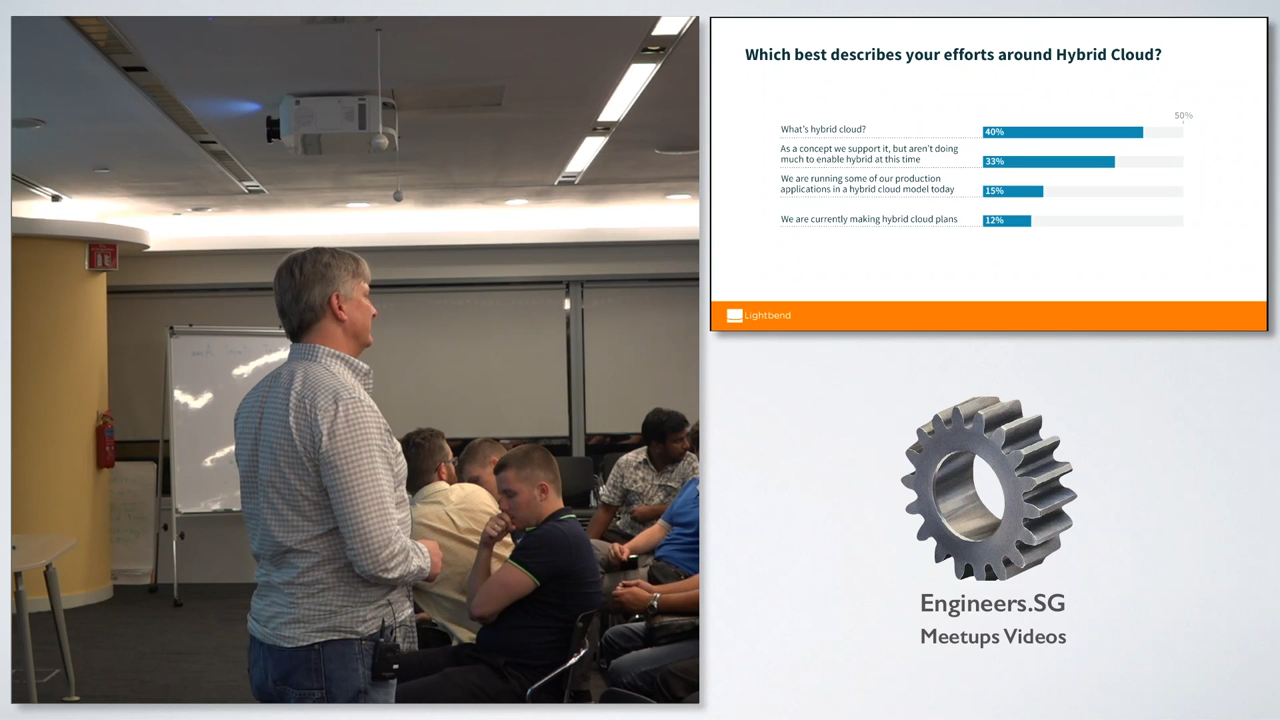 Which best describes your efforts around Hybrid Cloud?
50%
What's hybrid cloud?
40%
As a concept we support it, but aren't doing
much to enable hybrid at this time
33%
We are running some of our production
applications in a hybrid cloud model today
15%
We are currently making hybrid cloud plans
12%
Lightbend
Engineers.SG
Meetups Videos